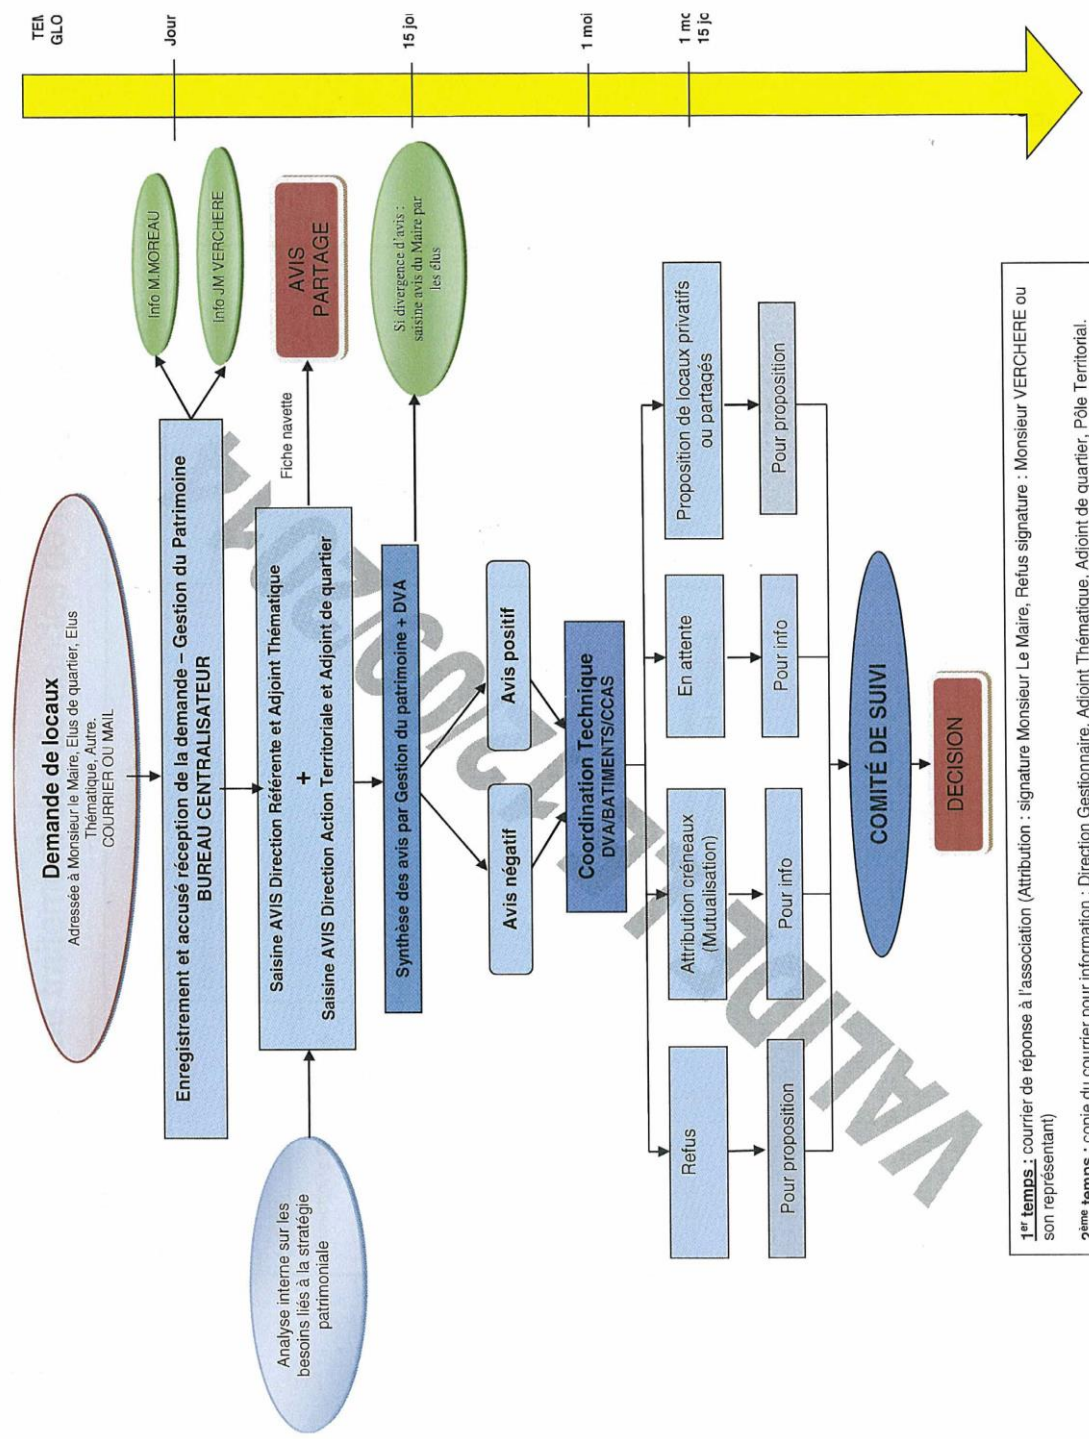 TEM
GLO
Demande de locaux
Adressée à Monsieur le Maire, Elus de quartier, Elus
Thématique, Autre.
COURRIER OU MAIL
Jour
Enregistrement et accusé réception de la demande – Gestion du Patrimoine
BUREAU CENTRALISATEUR
Info M.MOREAU
Info JM VERCHERE
Analyse interne sur les
besoins liés à la stratégie
patrimoniale
Saisine AVIS Direction Référente et Adjoint Thématique
+
Saisine AVIS Direction Action Territoriale et Adjoint de quartier
Fiche navette
AVIS
PARTAGE
Synthèse des avis par Gestion du patrimoine + DVA
Si divergence d'avis :
saisine avis du Maire par
les élus
15 jo
Avis négatif
Avis positif
Coordination Technique
DVA/BATIMENTS/CCAS
1 moi
Refus
Attribution créneaux
(Mutualisation)
En attente
Proposition de locaux privatifs
ou partagés
1 mo
15 jo
Pour proposition
Pour info
Pour info
Pour proposition
COMITÉ DE SUIVI
DECISION
VALIDE LE
1er temps : courrier de réponse à l'association (Attribution : signature Monsieur Le Maire, Refus signature : Monsieur VERCHERE ou
son représentant)
2ème temps : copie du courrier pour information : Direction Gestionnaire, Adjoint Thématique, Adjoint de quartier, Pôle Territorial.